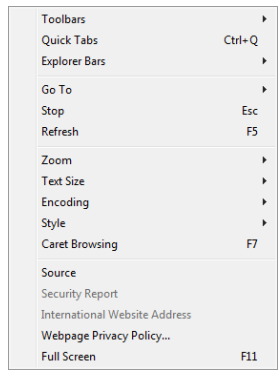 Toolbars
Quick Tabs Ctrl+Q
Explorer Bars
Go To
Stop Esc
Refresh F5
Zoom
Text Size
Encoding
Style
Caret Browsing F7
Source
Security Report
International Website Address
Webpage Privacy Policy...
Full Screen F11